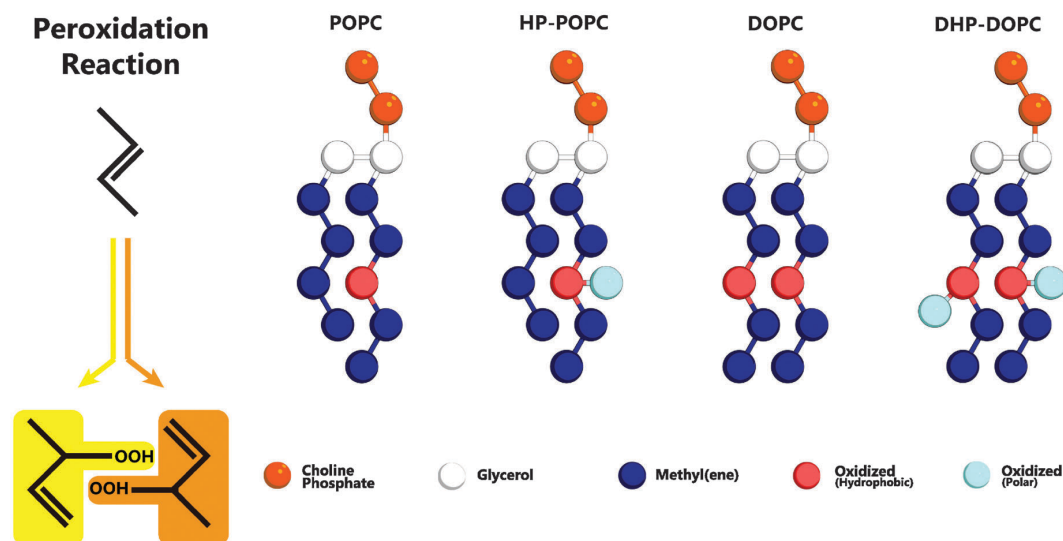 Peroxidation
Reaction
POPC
HP-POPC
DOPC
DHP-DOPC
OOH
OOH
Choline
Phosphate
Glycerol
Methyl(ene)
Oxidized
(Hydrophobic)
Oxidized
(Polar)